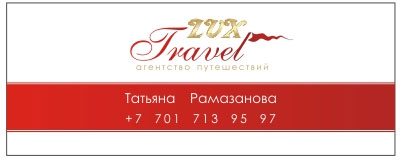 LUX
Travel
агентство путешествий
Татьяна Рамазанова
+7 701 713 95 97